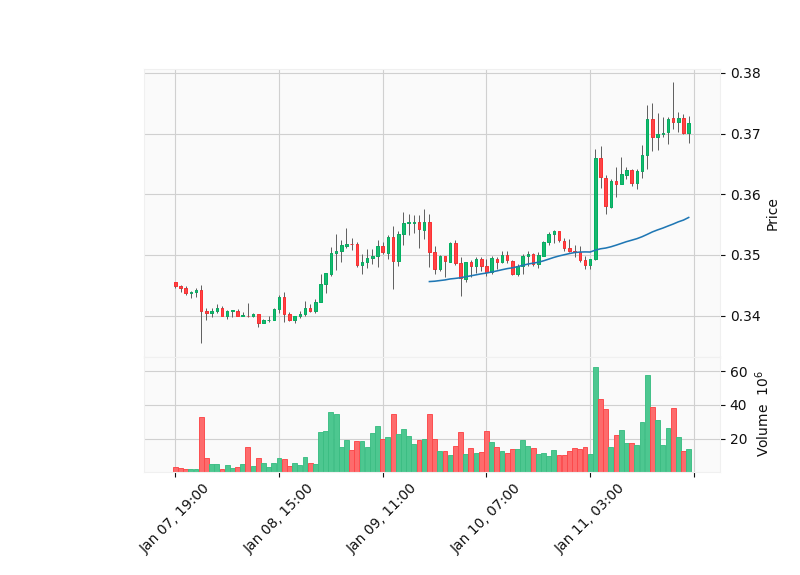 0.38
0.37
0.36
0.35
0.34
Price
60
40
20
Volume 10^6
Jan 07, 19:00
Jan 08, 15:00
Jan 09, 11:00
Jan 10, 07:00
Jan 11, 03:00